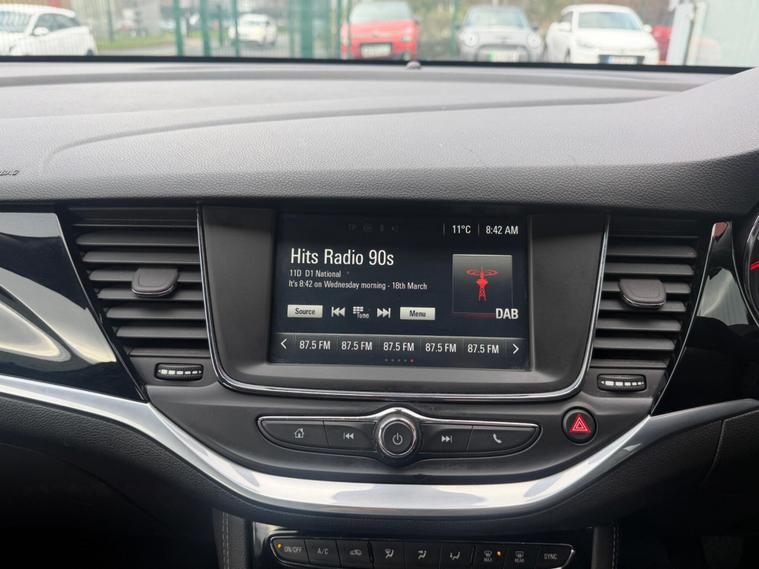 11°C 8:42 AM
Hits Radio 90s
11D D1 National
It's 8:42 on Wednesday morning - 18th March
DAB
Source Tune Menu
87.5 FM 87.5 FM 87.5 FM 87.5 FM 87.5 FM
ON/OFF A/C MAX REAR SYNC